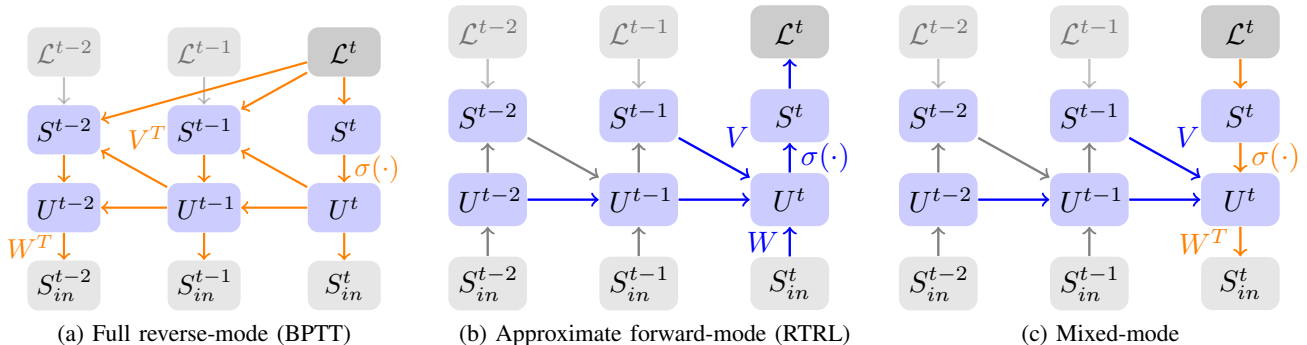 ℒ^{t−2} ℒ^{t−1} ℒ^t ℒ^{t−2} ℒ^{t−1} ℒ^t ℒ^{t−2} ℒ^{t−1} ℒ^t
S^{t−2} V^T S^{t−1} S^t S^{t−2} S^{t−1} V S^t S^{t−2} S^{t−1} V S^t
σ(·) σ(·) σ(·)
U^{t−2} U^{t−1} U^t U^{t−2} U^{t−1} U^t U^{t−2} U^{t−1} U^t
W^T W W^T
S_{in}^{t−2} S_{in}^{t−1} S_{in}^t S_{in}^{t−2} S_{in}^{t−1} S_{in}^t S_{in}^{t−2} S_{in}^{t−1} S_{in}^t
(a) Full reverse-mode (BPTT) (b) Approximate forward-mode (RTRL) (c) Mixed-mode